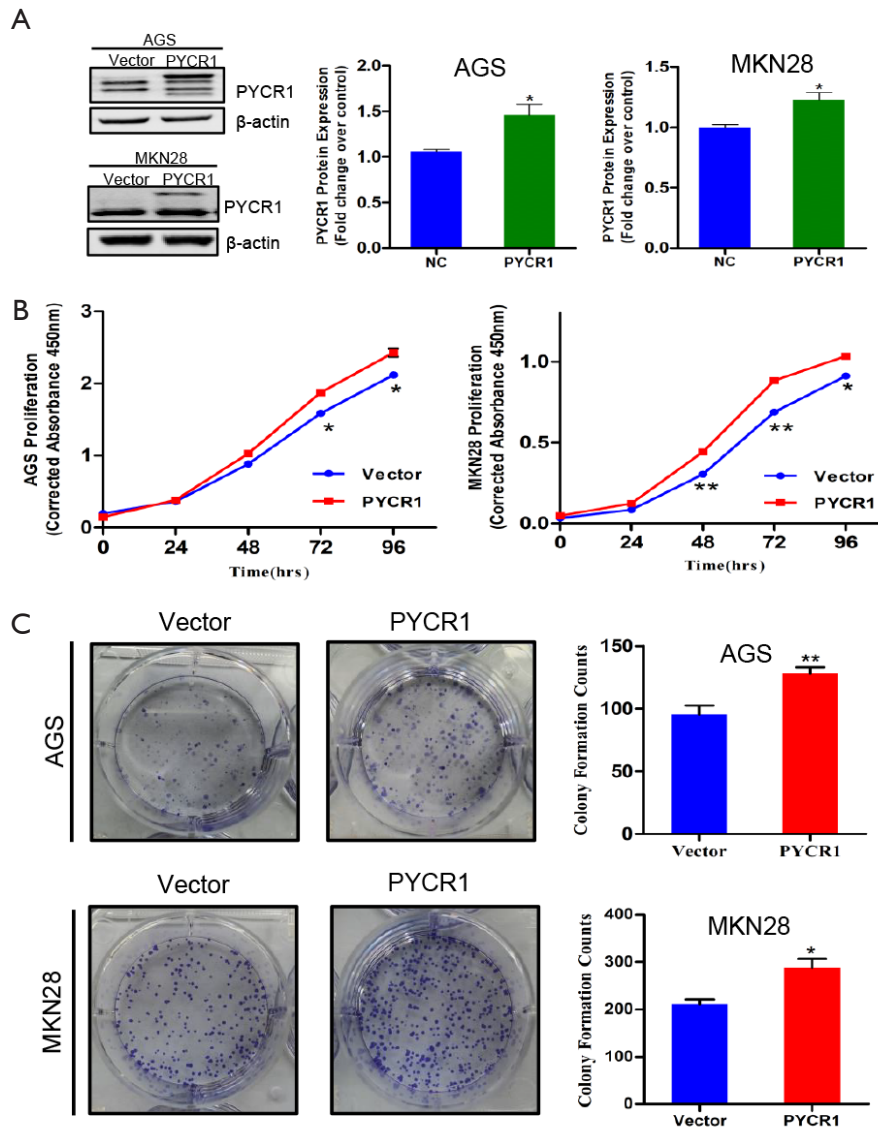 A
AGS
Vector PYCR1
PYCR1
β-actin
MKN28
Vector PYCR1
PYCR1
β-actin
PYCR1 Protein Expression
(Fold change over control)
2.0
1.5
1.0
0.5
0.0
AGS
*
NC PYCR1
PYCR1 Protein Expression
(Fold change over control)
1.5
1.0
0.5
0.0
MKN28
*
NC PYCR1
B
AGS Proliferation
(Corrected Absorbance 450nm)
3
2
1
0
*
*
Vector
PYCR1
0 24 48 72 96
Time(hrs)
MKN28 Proliferation
(Corrected Absorbance 450nm)
1.0
0.5
0.0
**
**
*
Vector
PYCR1
0 24 48 72 96
Time(hrs)
C
Vector PYCR1
AGS
Colony Formation Counts
150
100
50
0
AGS
**
Vector PYCR1
Vector PYCR1
MKN28
Colony Formation Counts
400
300
200
100
0
MKN28
*
Vector PYCR1